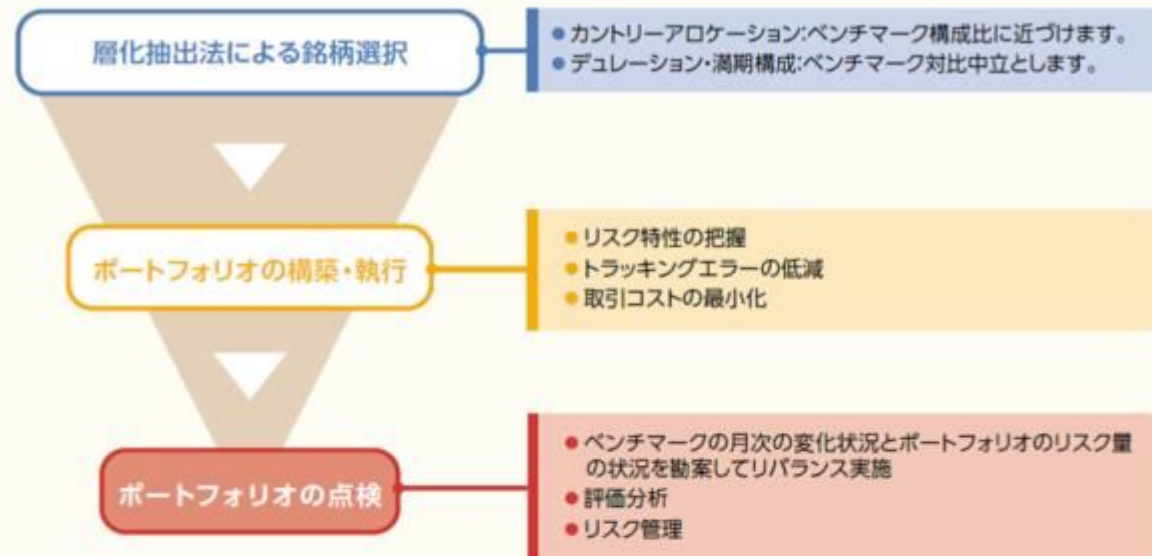 層化抽出法による銘柄選択
● カントリーアロケーション:ベンチマーク構成比に近づけます。
● デュレーション・満期構成:ベンチマーク対比中立とします。
ポートフォリオの構築・執行
● リスク特性の把握
● トラッキングエラーの低減
● 取引コストの最小化
ポートフォリオの点検
● ベンチマークの月次の変化状況とポートフォリオのリスク量
の状況を勘案してリバランス実施
● 評価分析
● リスク管理